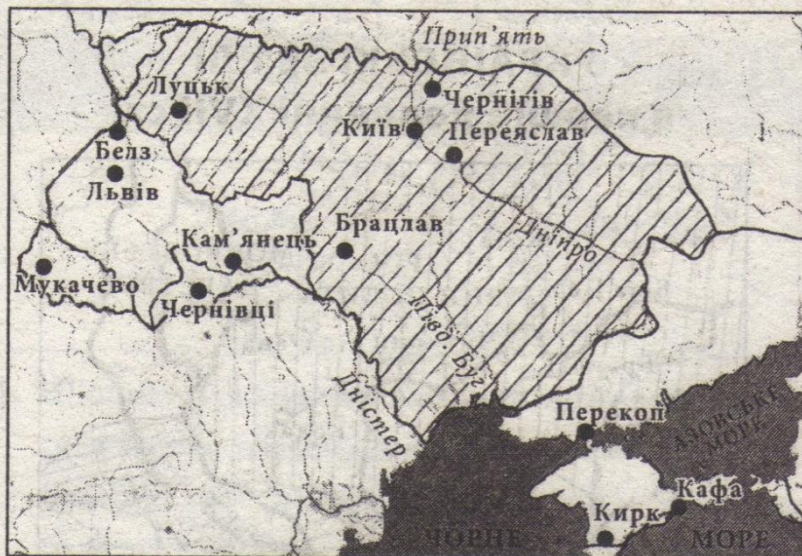 Прип'ять
Луцьк
Чернігів
Київ
Переяслав
Белз
Львів
Дніпро
Кам'янець
Брацлав
Мукачево
Чернівці
Півд. Буг
Дністер
Перекоп
АЗОВСЬКЕ
МОРЕ
Кафа
Кирк
ЧОРНЕ
МОРЕ